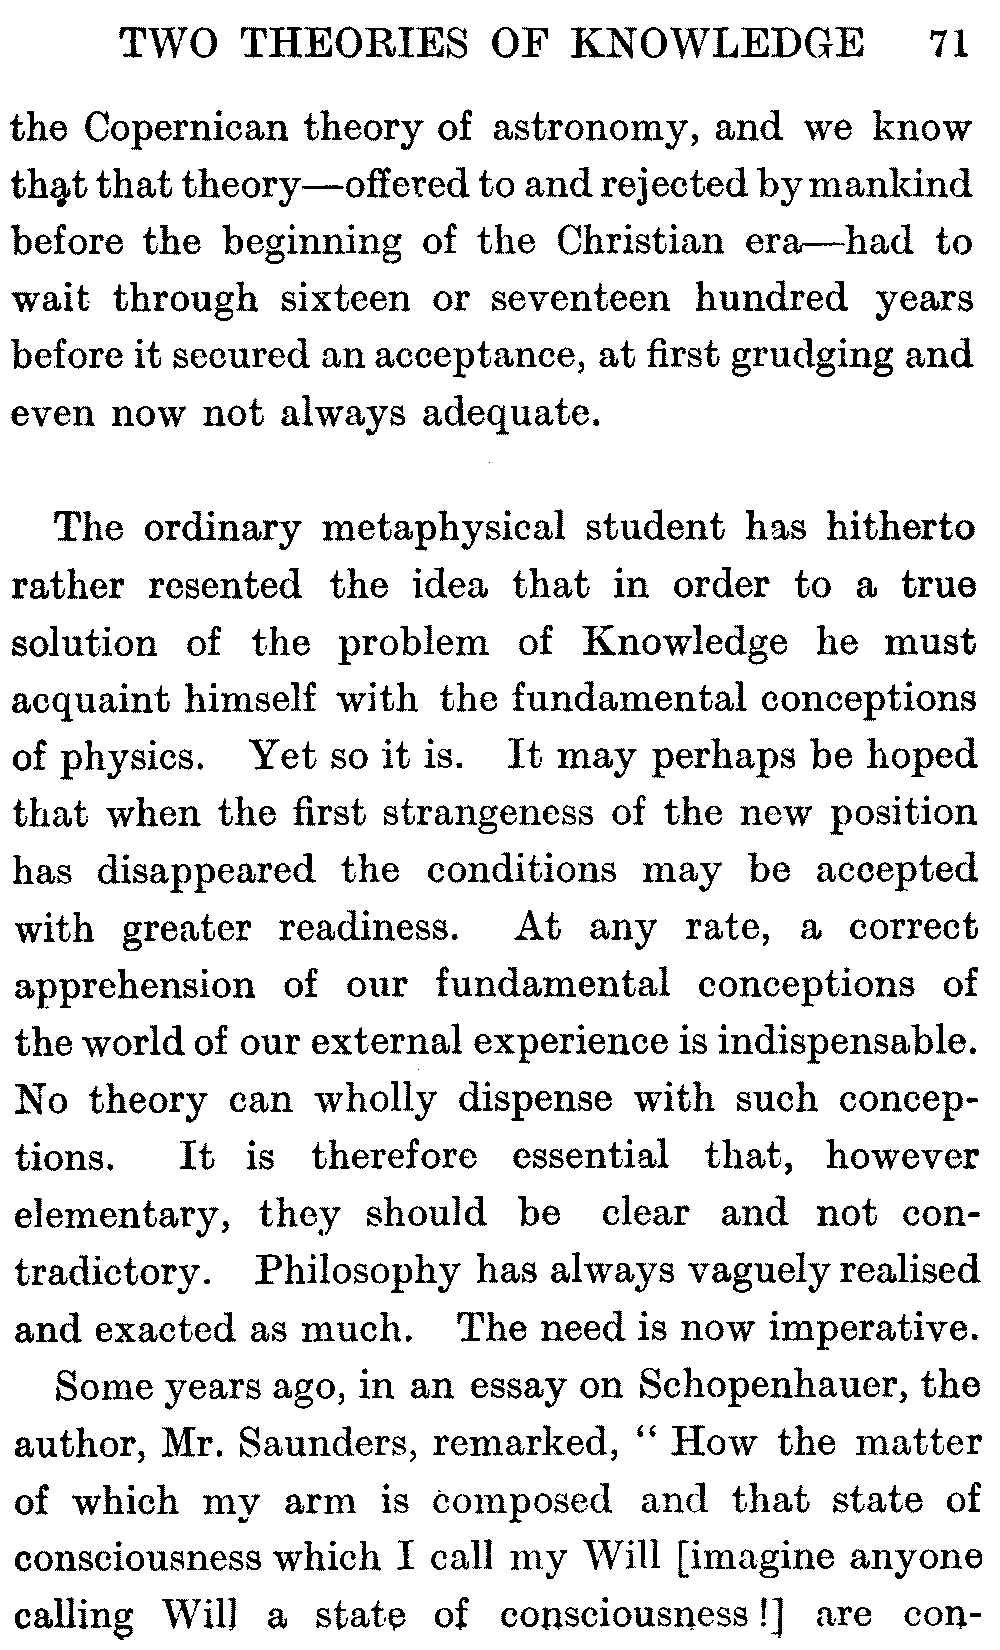 TWO THEORIES OF KNOWLEDGE 71
the Copernican theory of astronomy, and we know
that that theory—offered to and rejected by mankind
before the beginning of the Christian era—had to
wait through sixteen or seventeen hundred years
before it secured an acceptance, at first grudging and
even now not always adequate.
The ordinary metaphysical student has hitherto
rather resented the idea that in order to a true
solution of the problem of Knowledge he must
acquaint himself with the fundamental conceptions
of physics. Yet so it is. It may perhaps be hoped
that when the first strangeness of the new position
has disappeared the conditions may be accepted
with greater readiness. At any rate, a correct
apprehension of our fundamental conceptions of
the world of our external experience is indispensable.
No theory can wholly dispense with such concep-
tions. It is therefore essential that, however
elementary, they should be clear and not con-
tradictory. Philosophy has always vaguely realised
and exacted as much. The need is now imperative.
Some years ago, in an essay on Schopenhauer, the
author, Mr. Saunders, remarked, “ How the matter
of which my arm is composed and that state of
consciousness which I call my Will [imagine anyone
calling Will a state of consciousness !] are con-